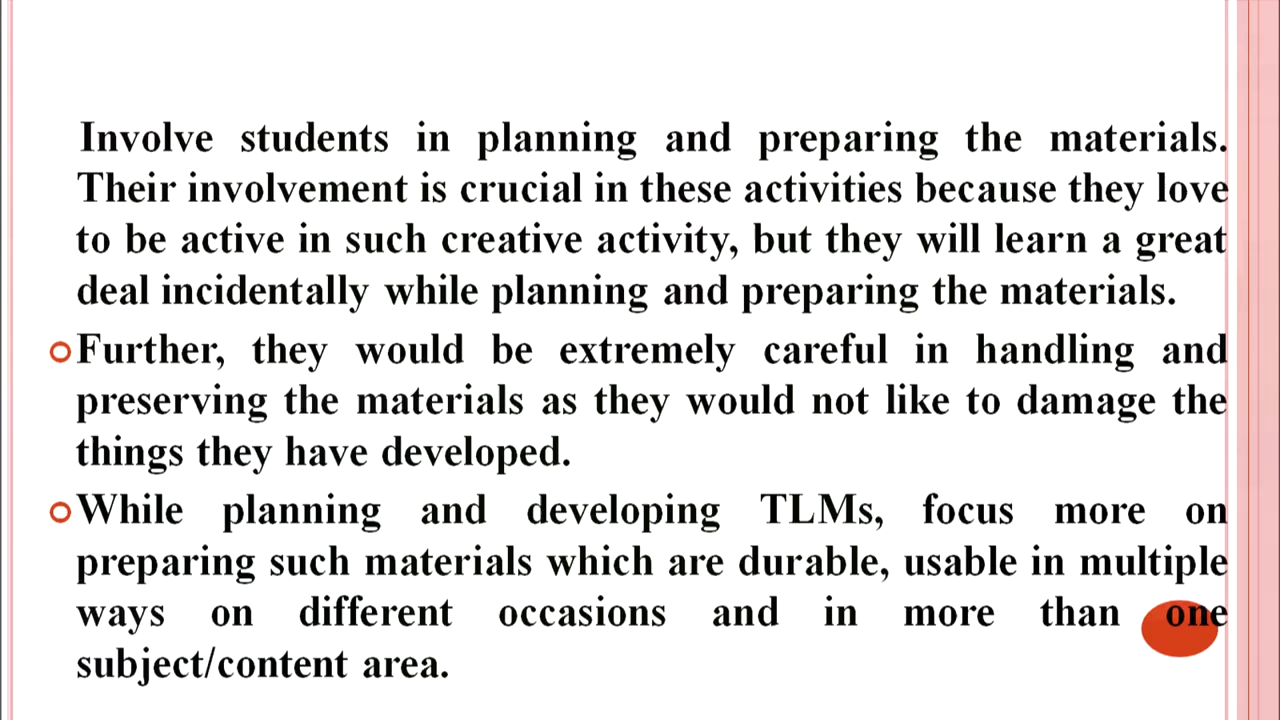 Involve students in planning and preparing the materials.
Their involvement is crucial in these activities because they love
to be active in such creative activity, but they will learn a great
deal incidentally while planning and preparing the materials.
Further, they would be extremely careful in handling and
preserving the materials as they would not like to damage the
things they have developed.
While planning and developing TLMs, focus more on
preparing such materials which are durable, usable in multiple
ways on different occasions and in more than one
subject/content area.